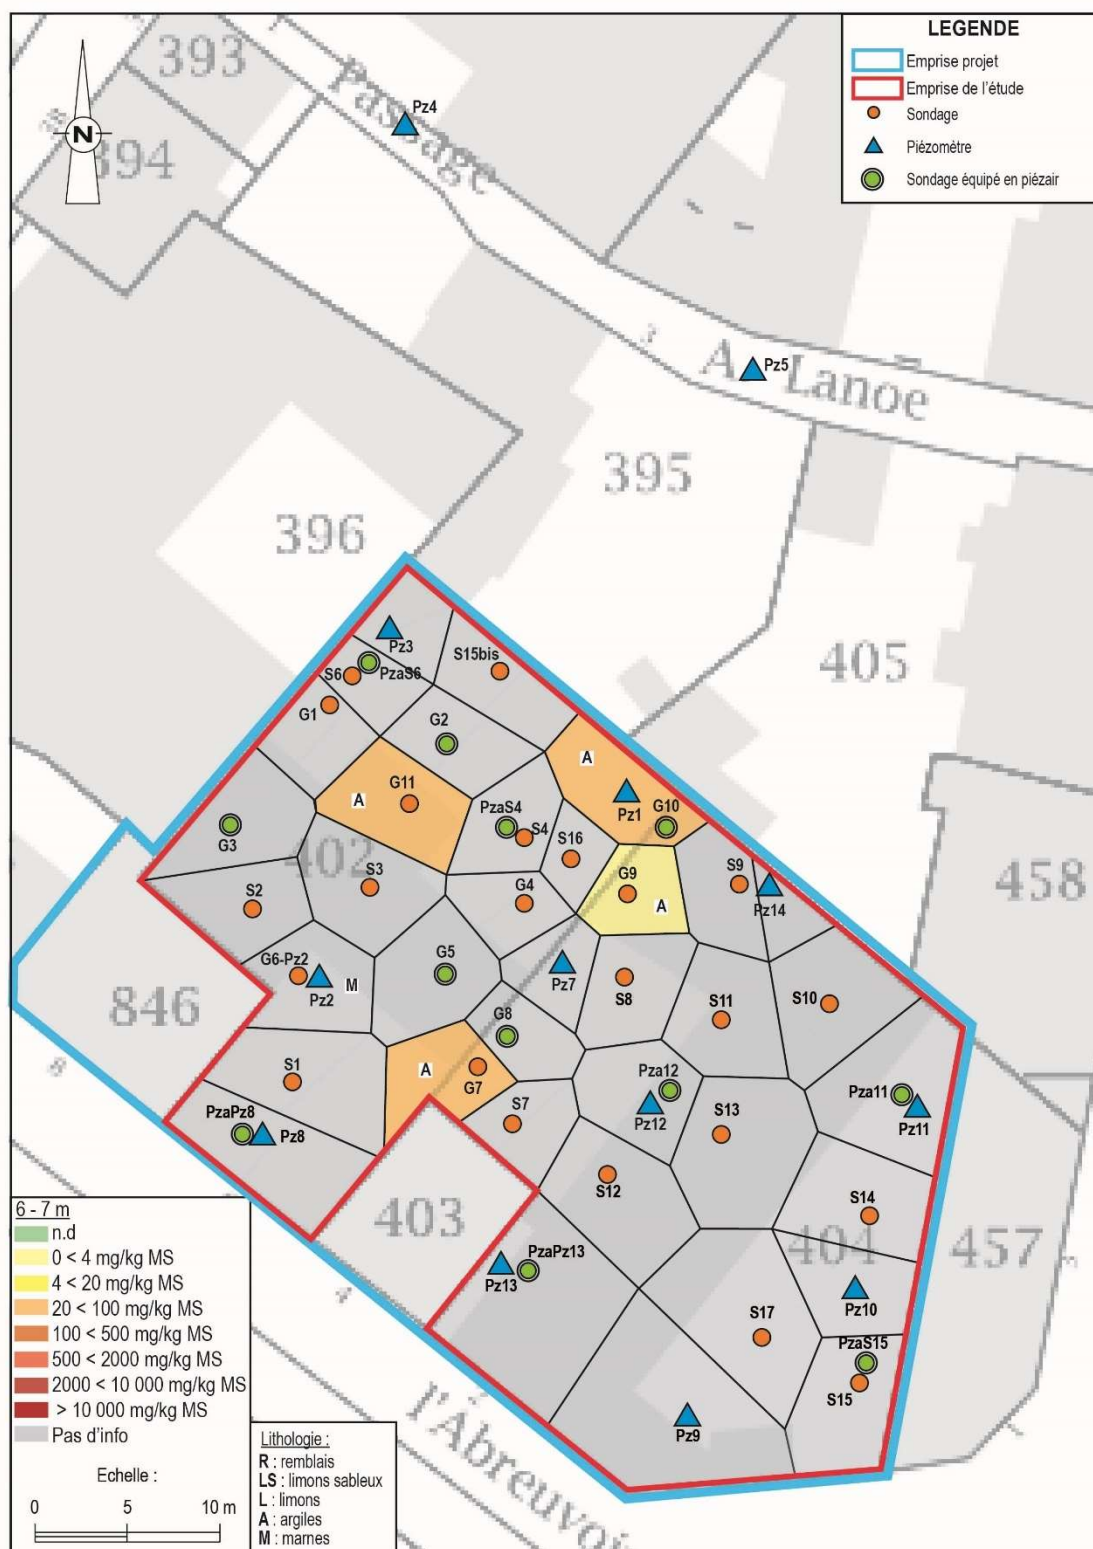 LEGENDE
Emprise projet
Emprise de l'étude
Sondage
Piézomètre
Sondage équipé en piézair
N
393
394
Passage
Pz4
3
A. Lanoe
Pz5
395
396
405
458
Pz3
S15bis
S6
PzaS6
G1
G2
A
Pz1
G10
A
G11
PzaS4
S4
S16
G3
402
S3
G4
G9
A
S9
Pz14
S2
G6-Pz2
Pz2
M
G5
Pz7
S8
S11
S10
846
8
G8
S1
A
G7
S7
Pza12
Pz12
S13
Pza11
Pz11
PzaPz8
Pz8
S12
S14
403
404
457
PzaPz13
Pz13
Pz10
4
S17
PzaS15
S15
2
Pz9
l'Abreuvoir
6 - 7 m
n.d
0 < 4 mg/kg MS
4 < 20 mg/kg MS
20 < 100 mg/kg MS
100 < 500 mg/kg MS
500 < 2000 mg/kg MS
2000 < 10 000 mg/kg MS
> 10 000 mg/kg MS
Pas d'info
Echelle :
0 5 10 m
Lithologie :
R : remblais
LS : limons sableux
L : limons
A : argiles
M : marnes